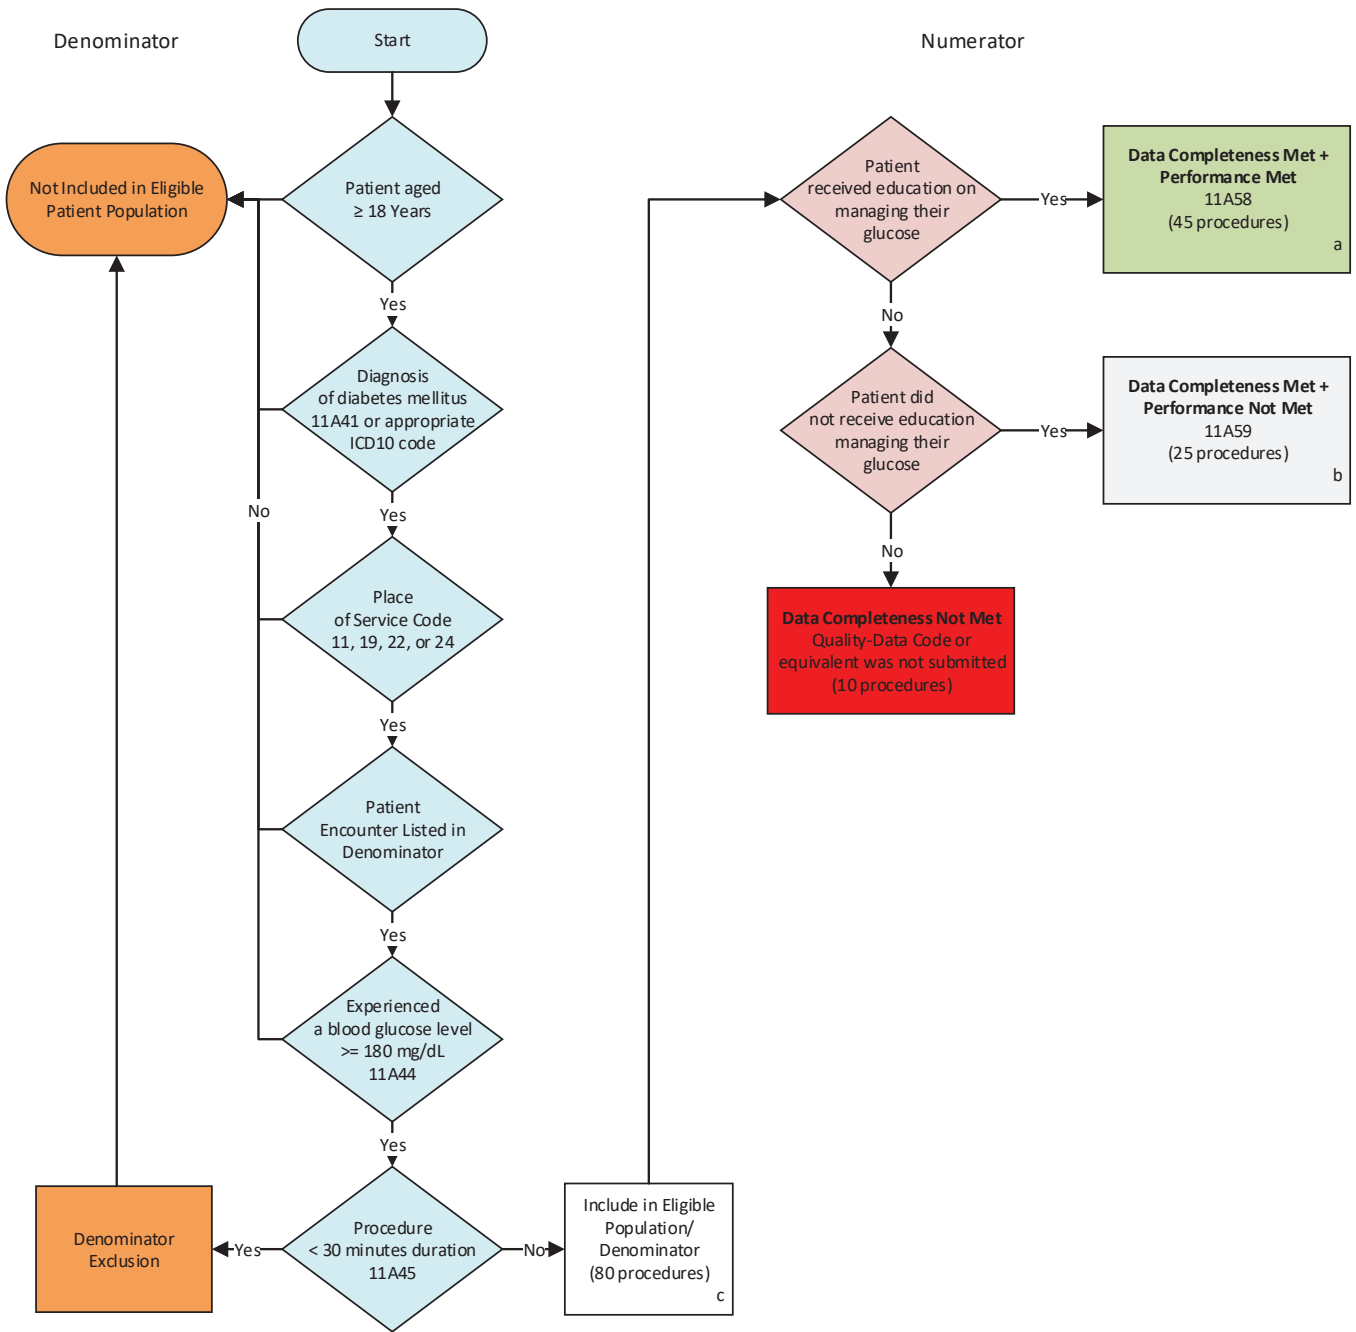 Denominator
Start
Numerator
Not Included in Eligible
Patient Population
Patient aged
≥ 18 Years
Yes
Diagnosis
of diabetes mellitus
11A41 or appropriate
ICD10 code
No
Yes
Place
of Service Code
11, 19, 22, or 24
Yes
Patient
Encounter Listed in
Denominator
Yes
Experienced
a blood glucose level
>= 180 mg/dL
11A44
Yes
Procedure
< 30 minutes duration
11A45
Yes
Denominator
Exclusion
No
Include in Eligible
Population/
Denominator
(80 procedures)
c
Patient
received education on
managing their
glucose
Yes
Data Completeness Met +
Performance Met
11A58
(45 procedures)
a
No
Patient did
not receive education
managing their
glucose
Yes
Data Completeness Met +
Performance Not Met
11A59
(25 procedures)
b
No
Data Completeness Not Met
Quality-Data Code or
equivalent was not submitted
(10 procedures)